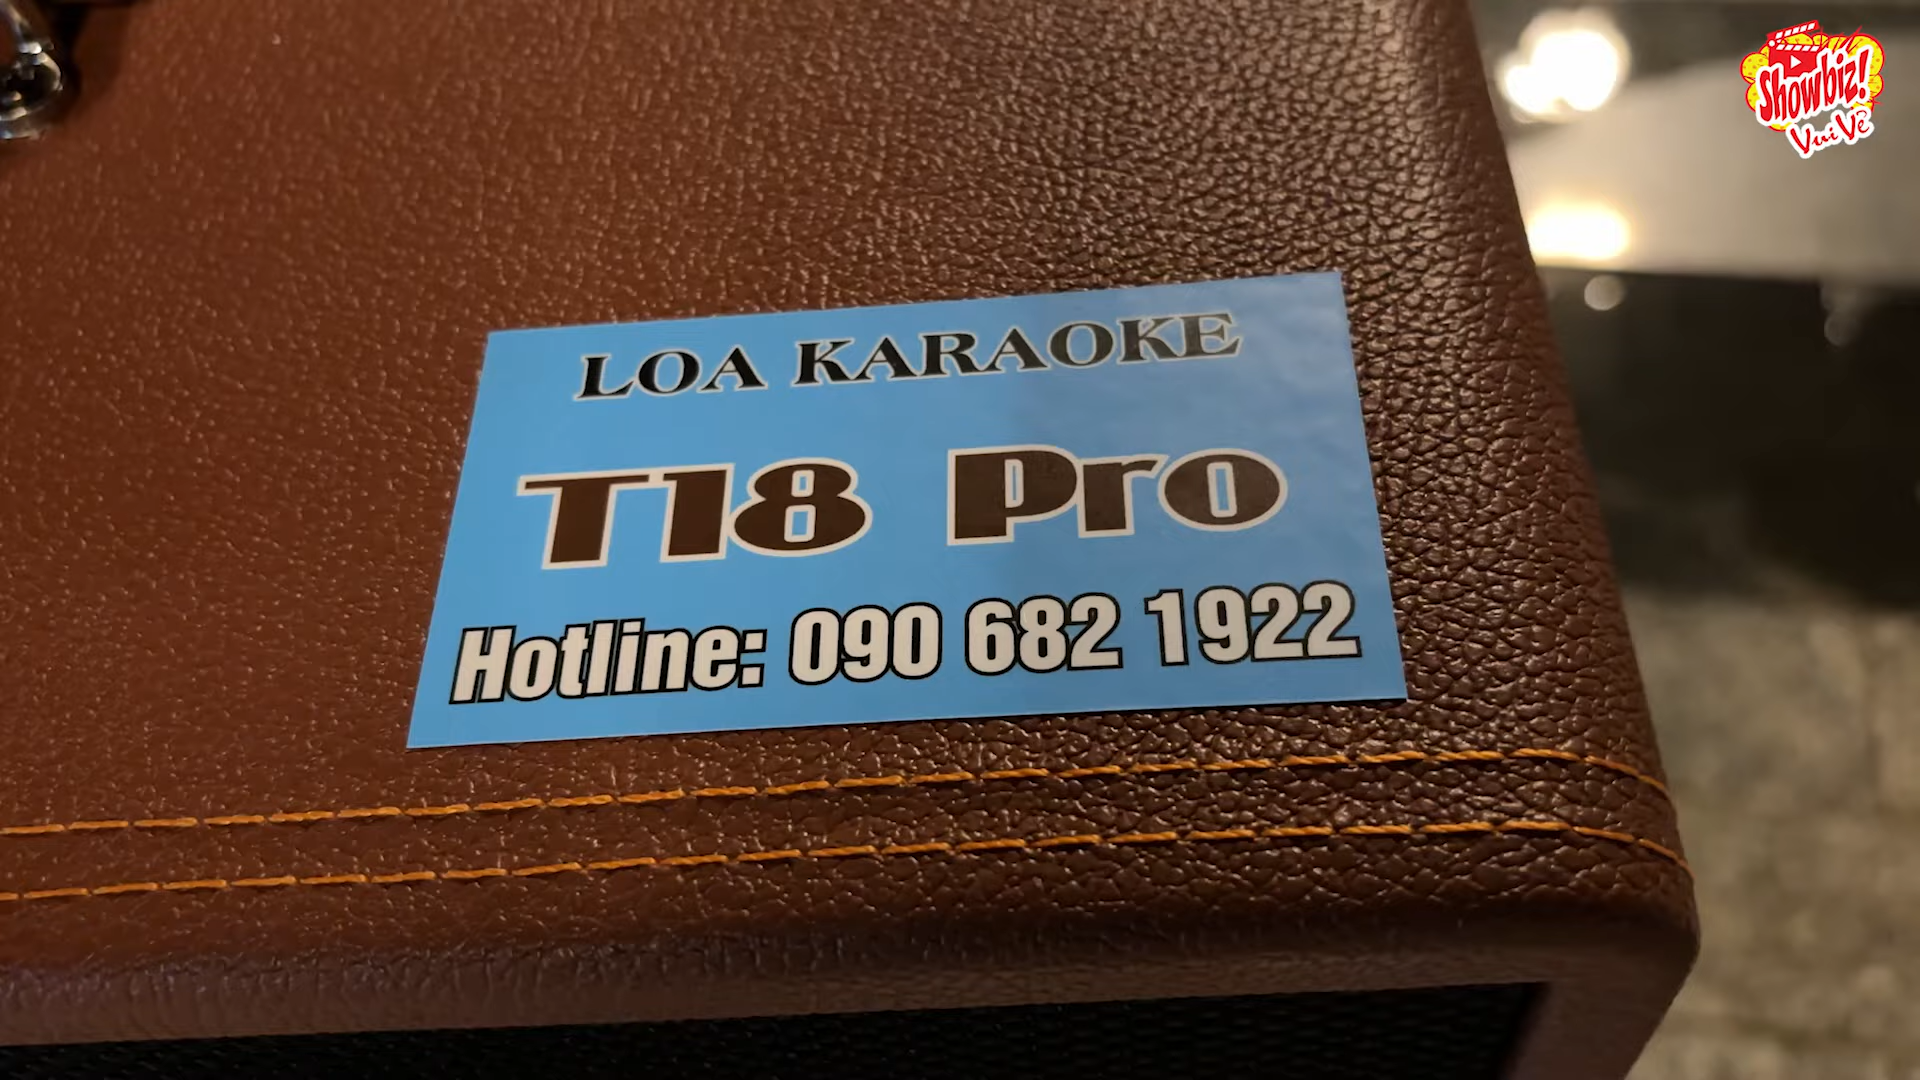 Showbiz!
Vui Vẻ
LOA KARAOKE
T18 Pro
Hotline: 090 682 1922